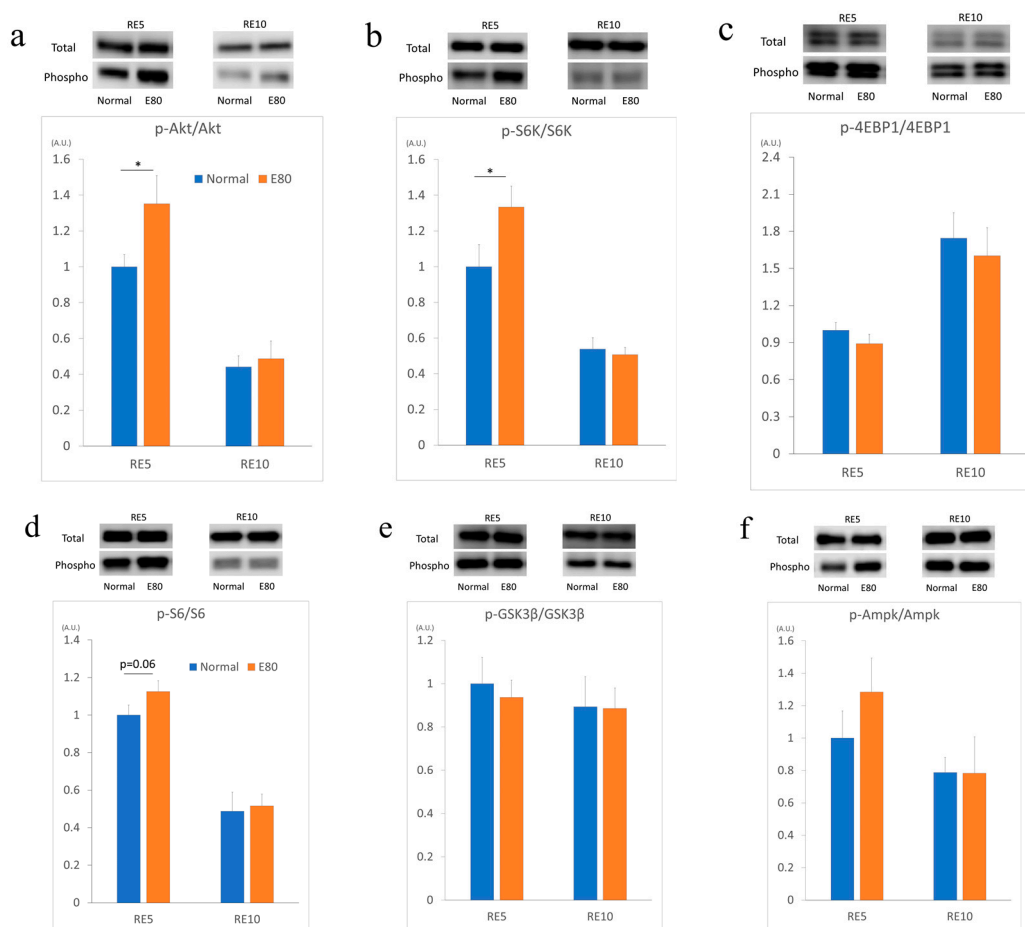 a
RE5 RE10
Total
Phospho
Normal E80 Normal E80
p-Akt/Akt
(A.U.)
1.6
1.4
1.2
1
0.8
0.6
0.4
0.2
0
*
Normal E80
RE5 RE10
b
RE5 RE10
Total
Phospho
Normal E80 Normal E80
p-S6K/S6K
(A.U.)
1.6
1.4
1.2
1
0.8
0.6
0.4
0.2
0
*
RE5 RE10
c
RE5 RE10
Total
Phospho
Normal E80 Normal E80
p-4EBP1/4EBP1
(A.U.)
2.4
2.1
1.8
1.5
1.2
0.9
0.6
0.3
0
RE5 RE10
d
RE5 RE10
Total
Phospho
Normal E80 Normal E80
p-S6/S6
(A.U.)
1.4
1.2
1
0.8
0.6
0.4
0.2
0
p=0.06
Normal E80
RE5 RE10
e
RE5 RE10
Total
Phospho
Normal E80 Normal E80
p-GSK3β/GSK3β
(A.U.)
1.2
1
0.8
0.6
0.4
0.2
0
RE5 RE10
f
RE5 RE10
Total
Phospho
Normal E80 Normal E80
p-Ampk/Ampk
(A.U.)
1.6
1.4
1.2
1
0.8
0.6
0.4
0.2
0
RE5 RE10